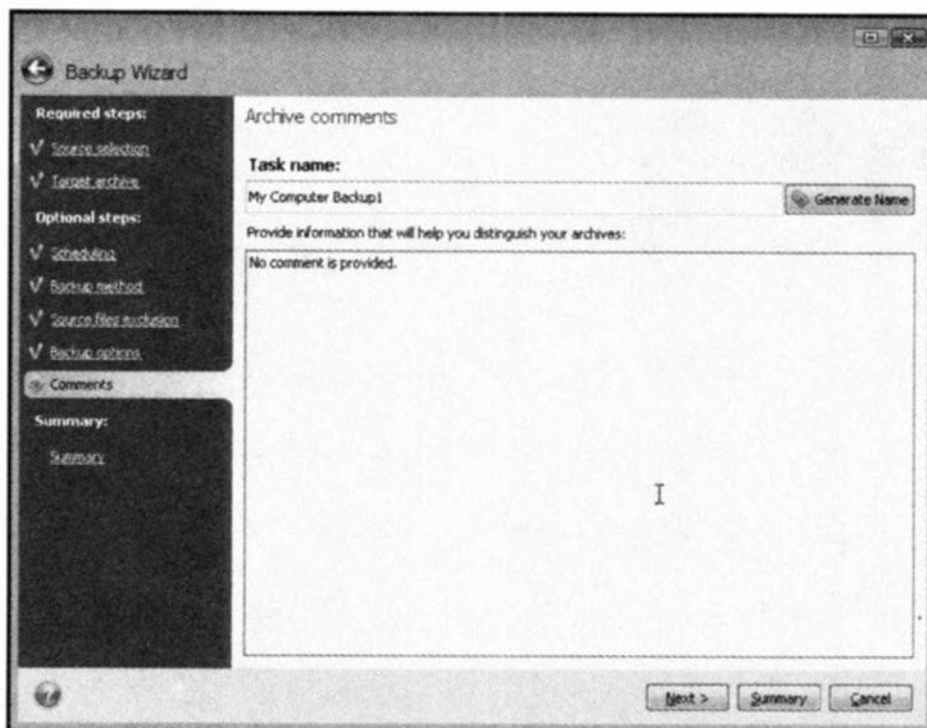 Backup Wizard
Required steps:
Source selection
Target archive
Optional steps:
Scheduling
Backup method
Source files exclusion
Backup options
Comments
Summary:
Summary
Archive comments
Task name:
My Computer Backup1
Generate Name
Provide information that will help you distinguish your archives:
No comment is provided.
Next >
Summary
Cancel